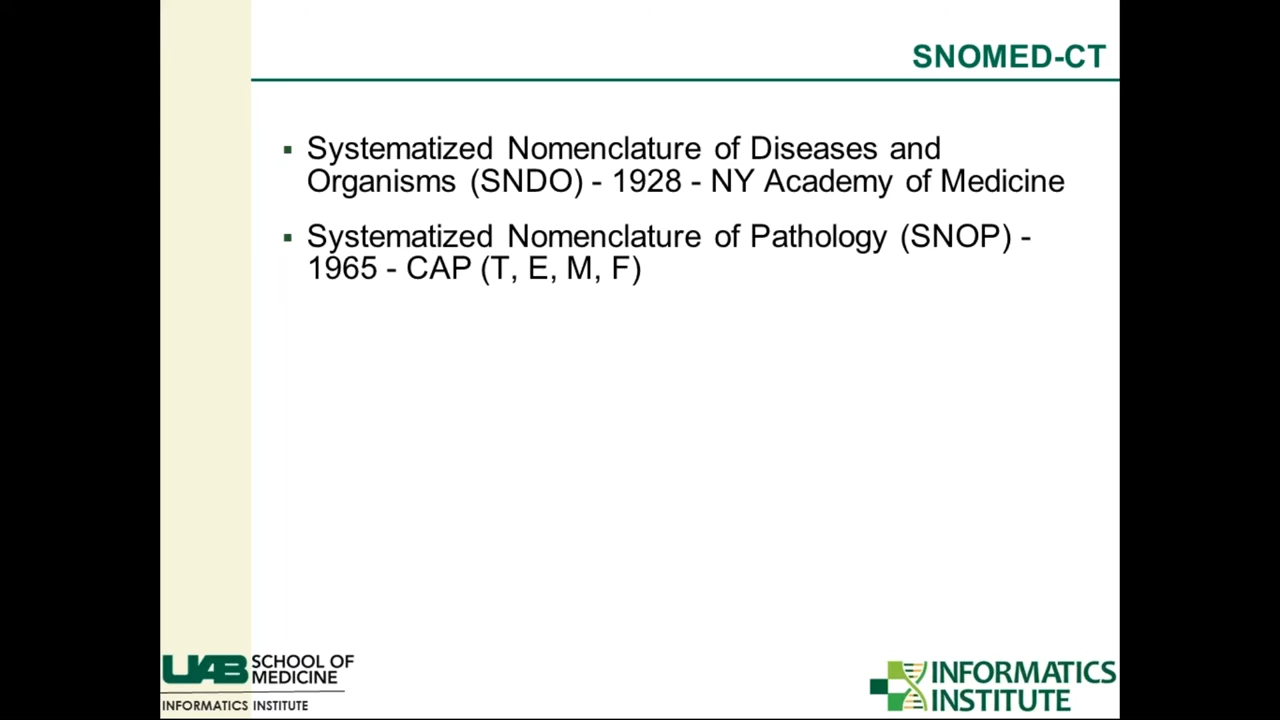 SNOMED-CT
▪ Systematized Nomenclature of Diseases and
Organisms (SNDO) - 1928 - NY Academy of Medicine
▪ Systematized Nomenclature of Pathology (SNOP) -
1965 - CAP (T, E, M, F)
UAB SCHOOL OF
MEDICINE
INFORMATICS INSTITUTE
INFORMATICS
INSTITUTE